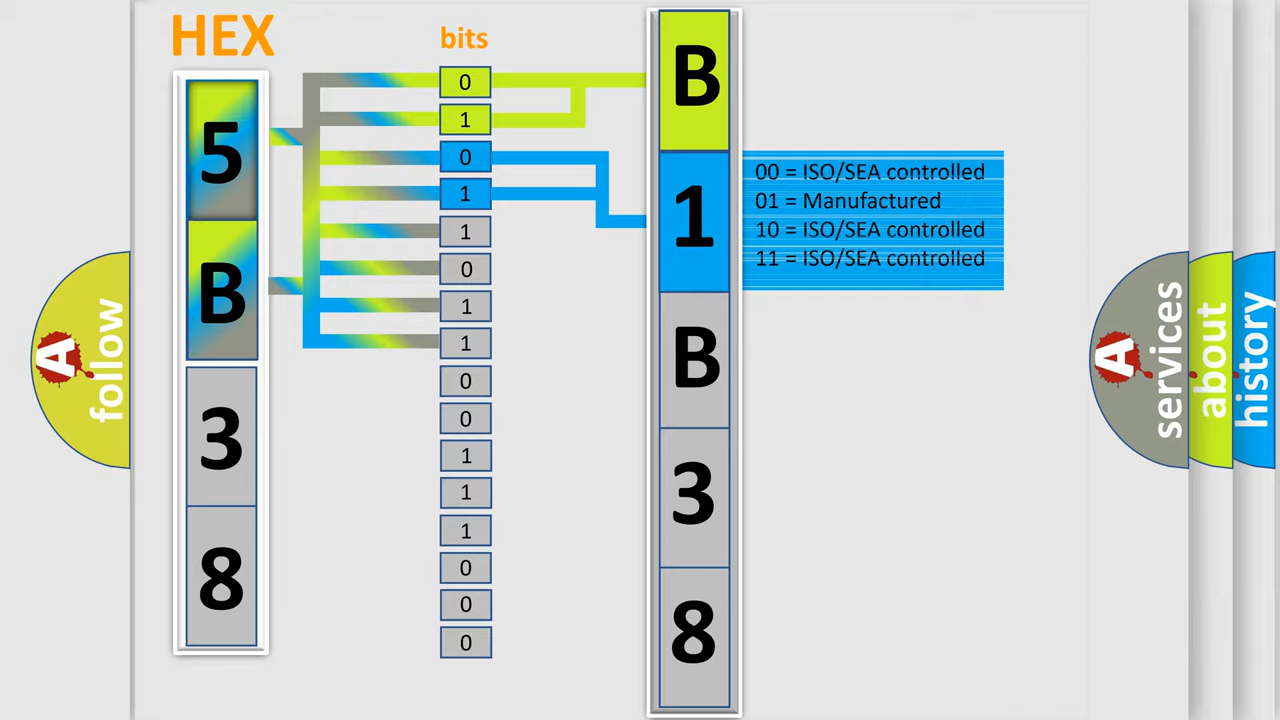 HEX
bits
5
B
3
8
0
1
0
1
1
0
1
1
0
0
1
1
1
0
0
0
B
1
B
3
8
00 = ISO/SEA controlled
01 = Manufactured
10 = ISO/SEA controlled
11 = ISO/SEA controlled
A
follow
A
services
about
history